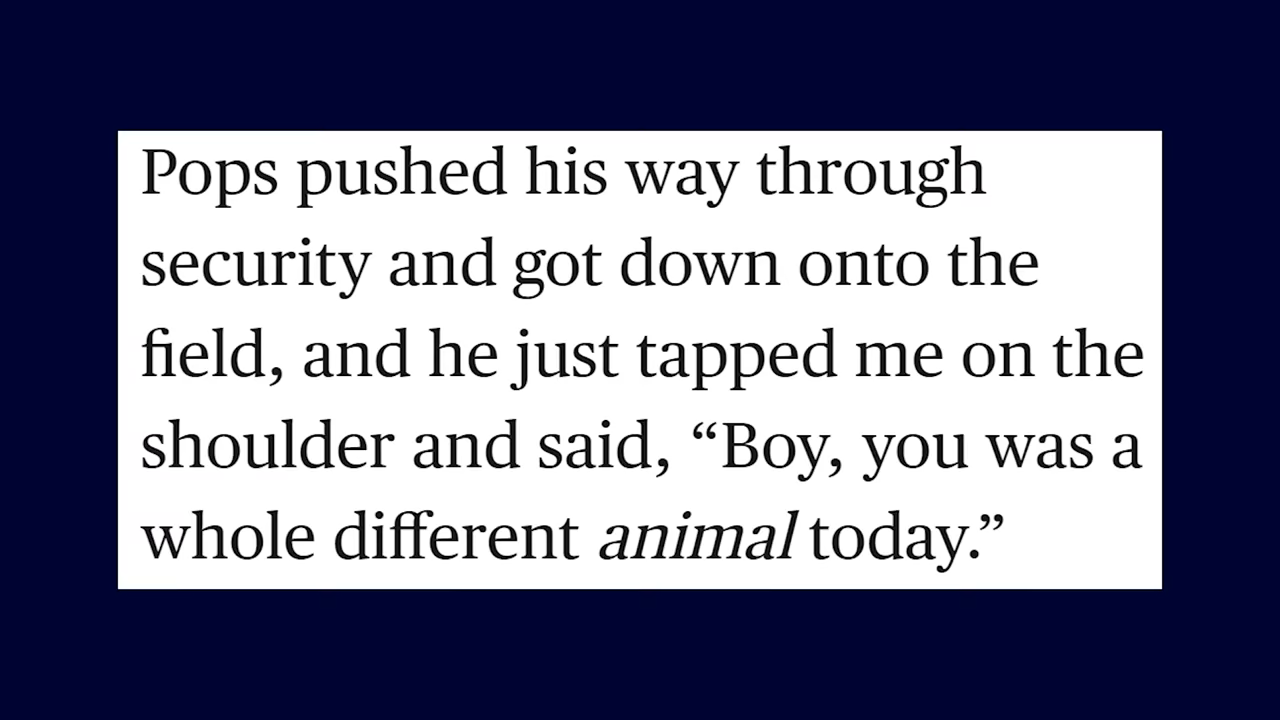 Pops pushed his way through
security and got down onto the
field, and he just tapped me on the
shoulder and said, “Boy, you was a
whole different animal today.”